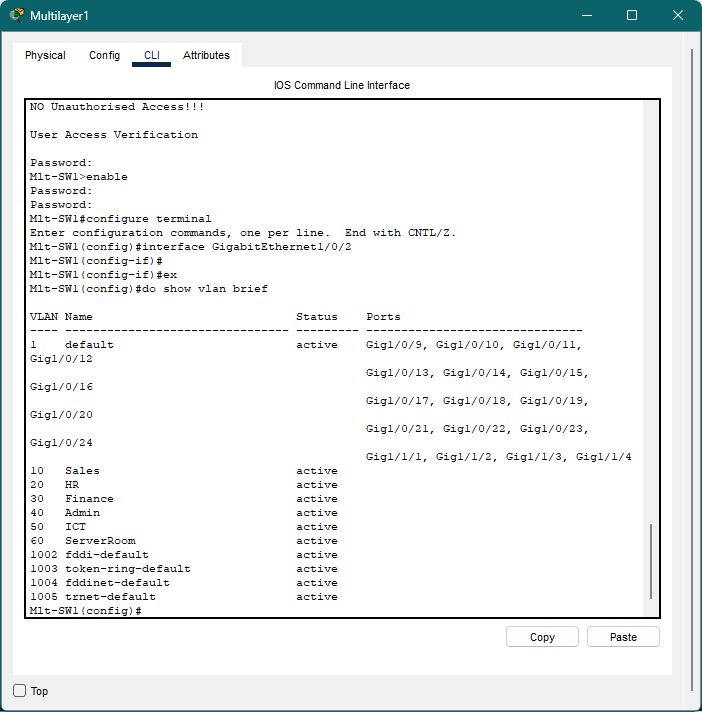 Multilayer1
Physical Config CLI Attributes
IOS Command Line Interface
NO Unauthorised Access!!!
User Access Verification
Password:
Mlt-SW1>enable
Password:
Password:
Mlt-SW1#configure terminal
Enter configuration commands, one per line.  End with CNTL/Z.
Mlt-SW1(config)#interface GigabitEthernet1/0/2
Mlt-SW1(config-if)#
Mlt-SW1(config-if)#ex
Mlt-SW1(config)#do show vlan brief
VLAN Name                             Status    Ports
---- -------------------------------- --------- -------------------------------
1    default                          active    Gig1/0/9, Gig1/0/10, Gig1/0/11,
Gig1/0/12
                                                Gig1/0/13, Gig1/0/14, Gig1/0/15,
Gig1/0/16
                                                Gig1/0/17, Gig1/0/18, Gig1/0/19,
Gig1/0/20
                                                Gig1/0/21, Gig1/0/22, Gig1/0/23,
Gig1/0/24
                                                Gig1/1/1, Gig1/1/2, Gig1/1/3, Gig1/1/4
10   Sales                            active
20   HR                               active
30   Finance                          active
40   Admin                            active
50   ICT                              active
60   ServerRoom                       active
1002 fddi-default                     active
1003 token-ring-default               active
1004 fddinet-default                  active
1005 trnet-default                    active
Mlt-SW1(config)#
Copy Paste
Top